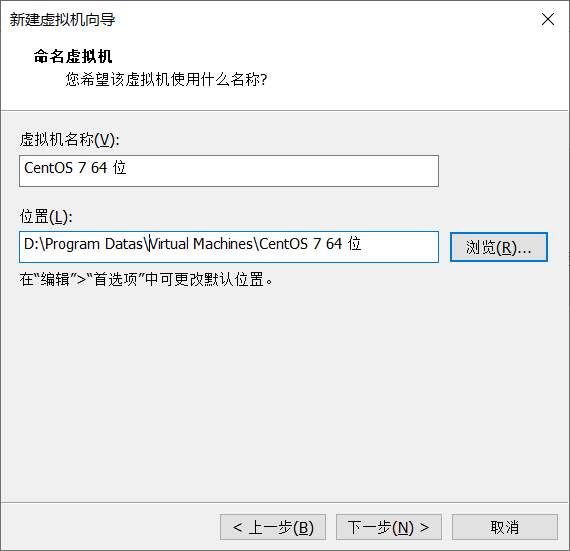 新建虚拟机向导
命名虚拟机
您希望该虚拟机使用什么名称?
虚拟机名称(V):
CentOS 7 64 位
位置(L):
D:\Program Datas\Virtual Machines\CentOS 7 64 位
浏览(R)...
在“编辑”>“首选项”中可更改默认位置。
< 上一步(B)
下一步(N) >
取消